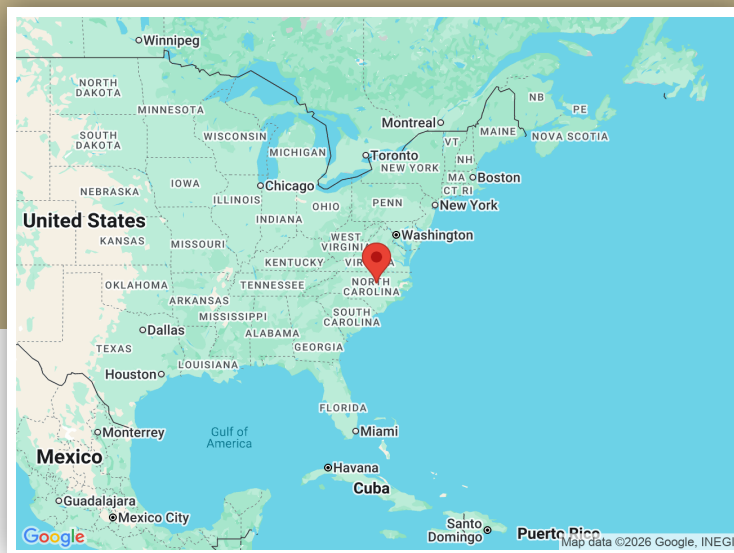 Winnipeg
NORTH
DAKOTA
MINNESOTA
NB
PE
Montreal
SOUTH
DAKOTA
WISCONSIN
MICHIGAN
VT
MAINE
NOVA SCOTIA
Toronto
NEW YORK
NH
NEBRASKA
IOWA
Chicago
MA
Boston
CT RI
ILLINOIS
OHIO
PENN
New York
INDIANA
United States
KANSAS
MISSOURI
WEST
VIRGINIA
Washington
KENTUCKY
OKLAHOMA
TENNESSEE
NORTH
CAROLINA
ARKANSAS
MISSISSIPPI
SOUTH
CAROLINA
Dallas
ALABAMA
TEXAS
GEORGIA
LOUISIANA
Houston
FLORIDA
Monterrey
Gulf of
America
Miami
Mexico
Havana
Cuba
Guadalajara
Mexico City
Santo
Domingo
Puerto Rico
Google
Map data ©2026 Google, INEGI